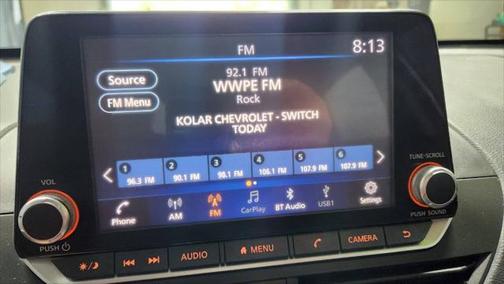 FM
8:13
Source
FM Menu
92.1 FM
WWPE FM
Rock
KOLAR CHEVROLET - SWITCH
TODAY
1 2 3 4 5 6
96.3 FM 90.1 FM 98.1 FM 106.1 FM 107.9 FM 107.9 FM
Phone AM FM CarPlay BT Audio USB1 Settings
VOL
PUSH
TUNE•SCROLL
PUSH SOUND
AUDIO MENU CAMERA